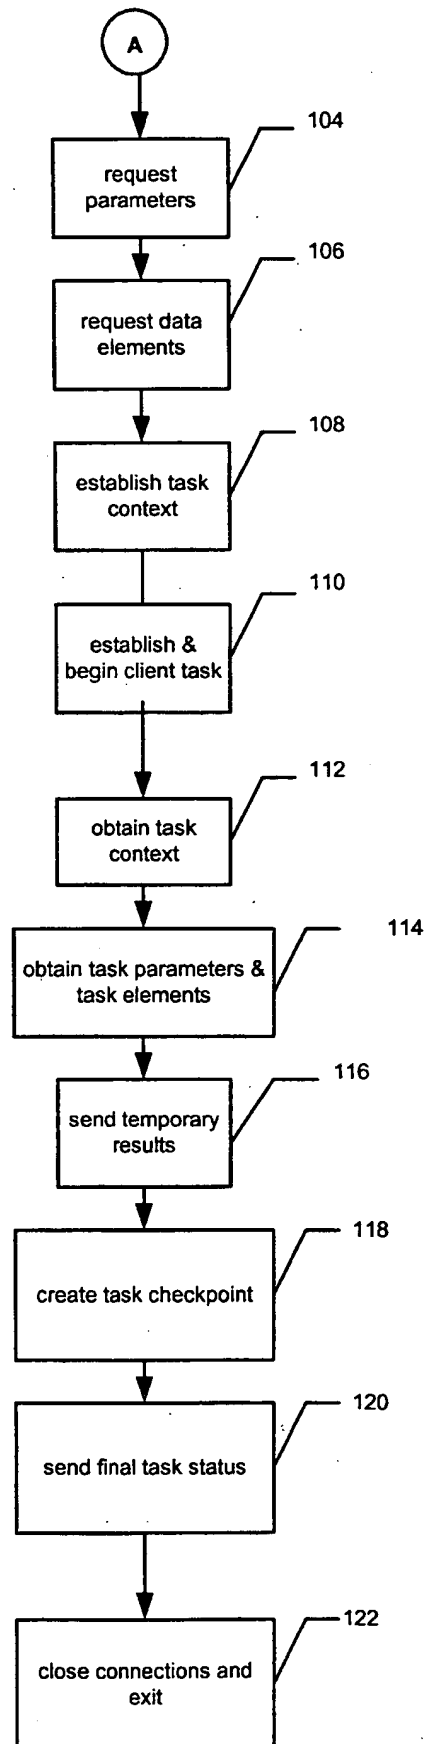 A
104
request
parameters
106
request data
elements
108
establish task
context
110
establish &
begin client task
112
obtain task
context
114
obtain task parameters &
task elements
116
send temporary
results
118
create task checkpoint
120
send final task status
122
close connections and
exit